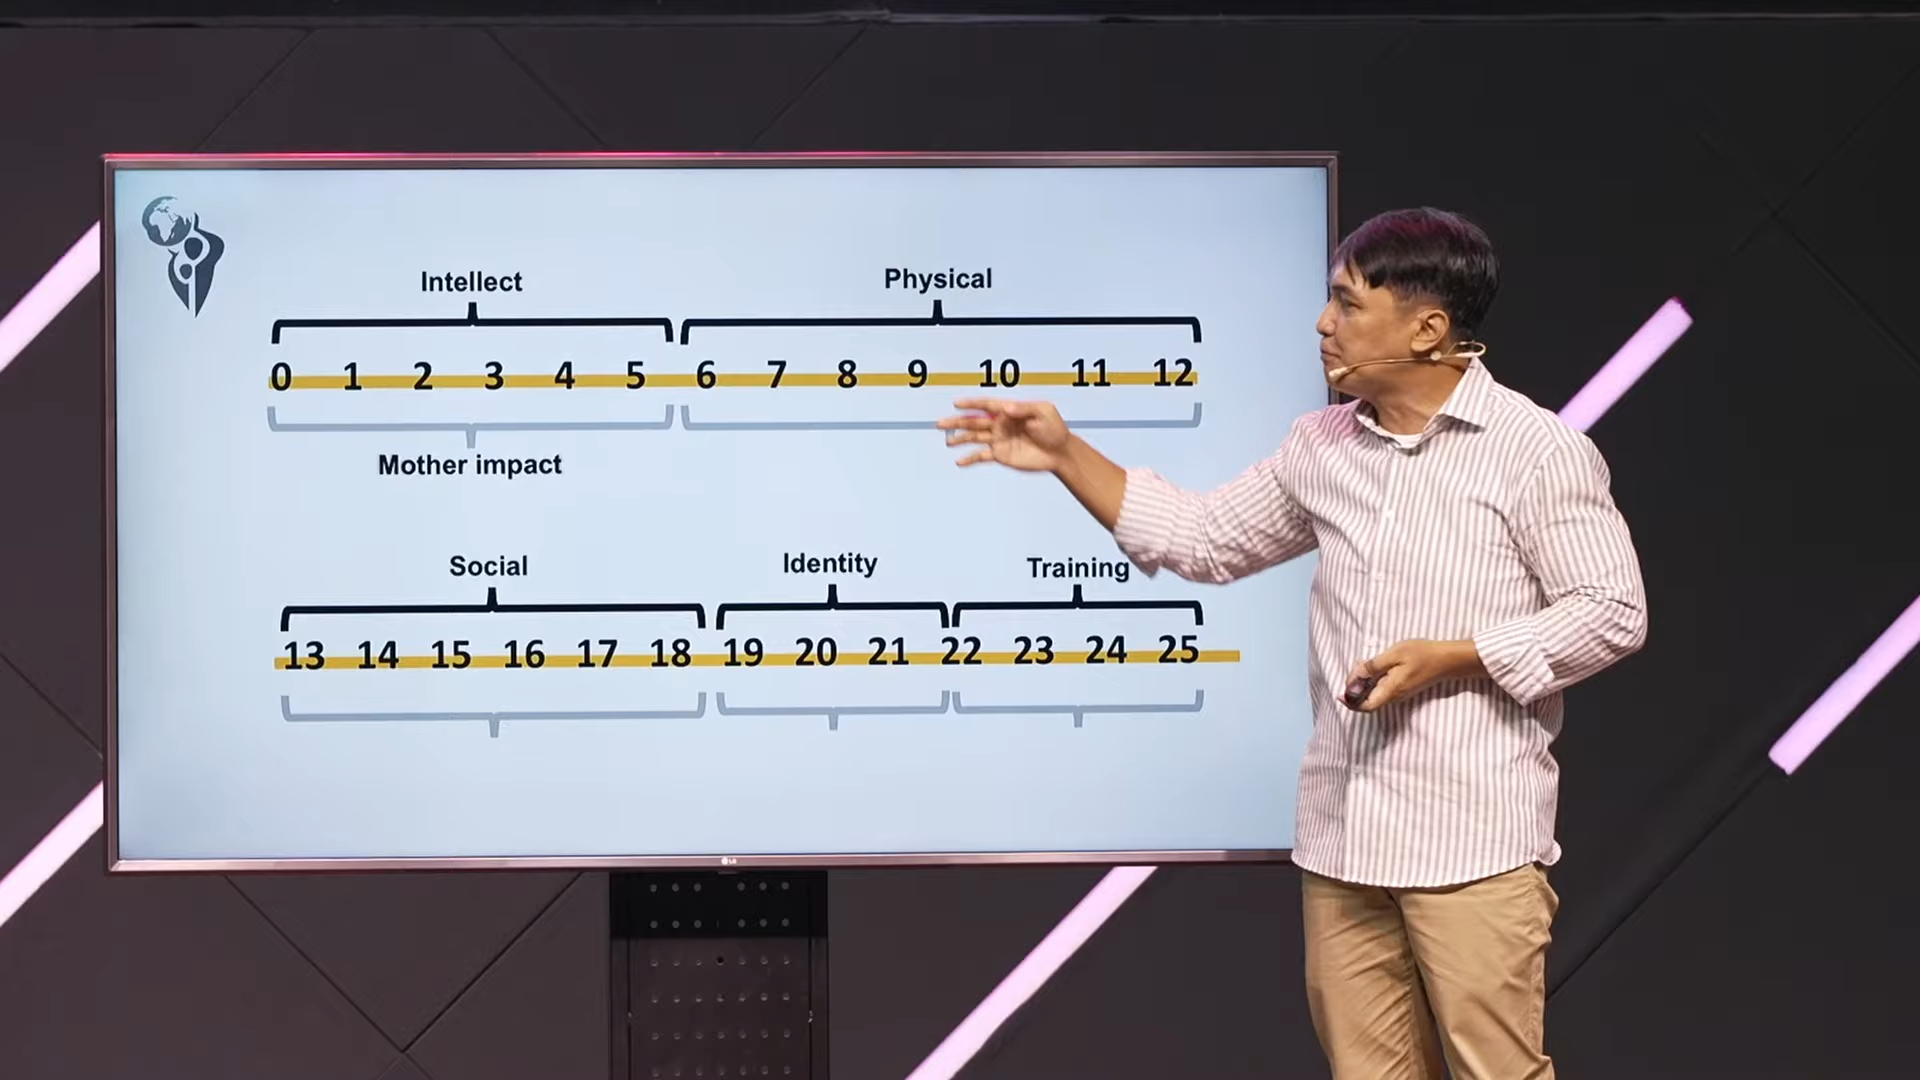 Intellect
Physical
0 1 2 3 4 5 6 7 8 9 10 11 12
Mother impact
Social
Identity
Training
13 14 15 16 17 18 19 20 21 22 23 24 25
LG